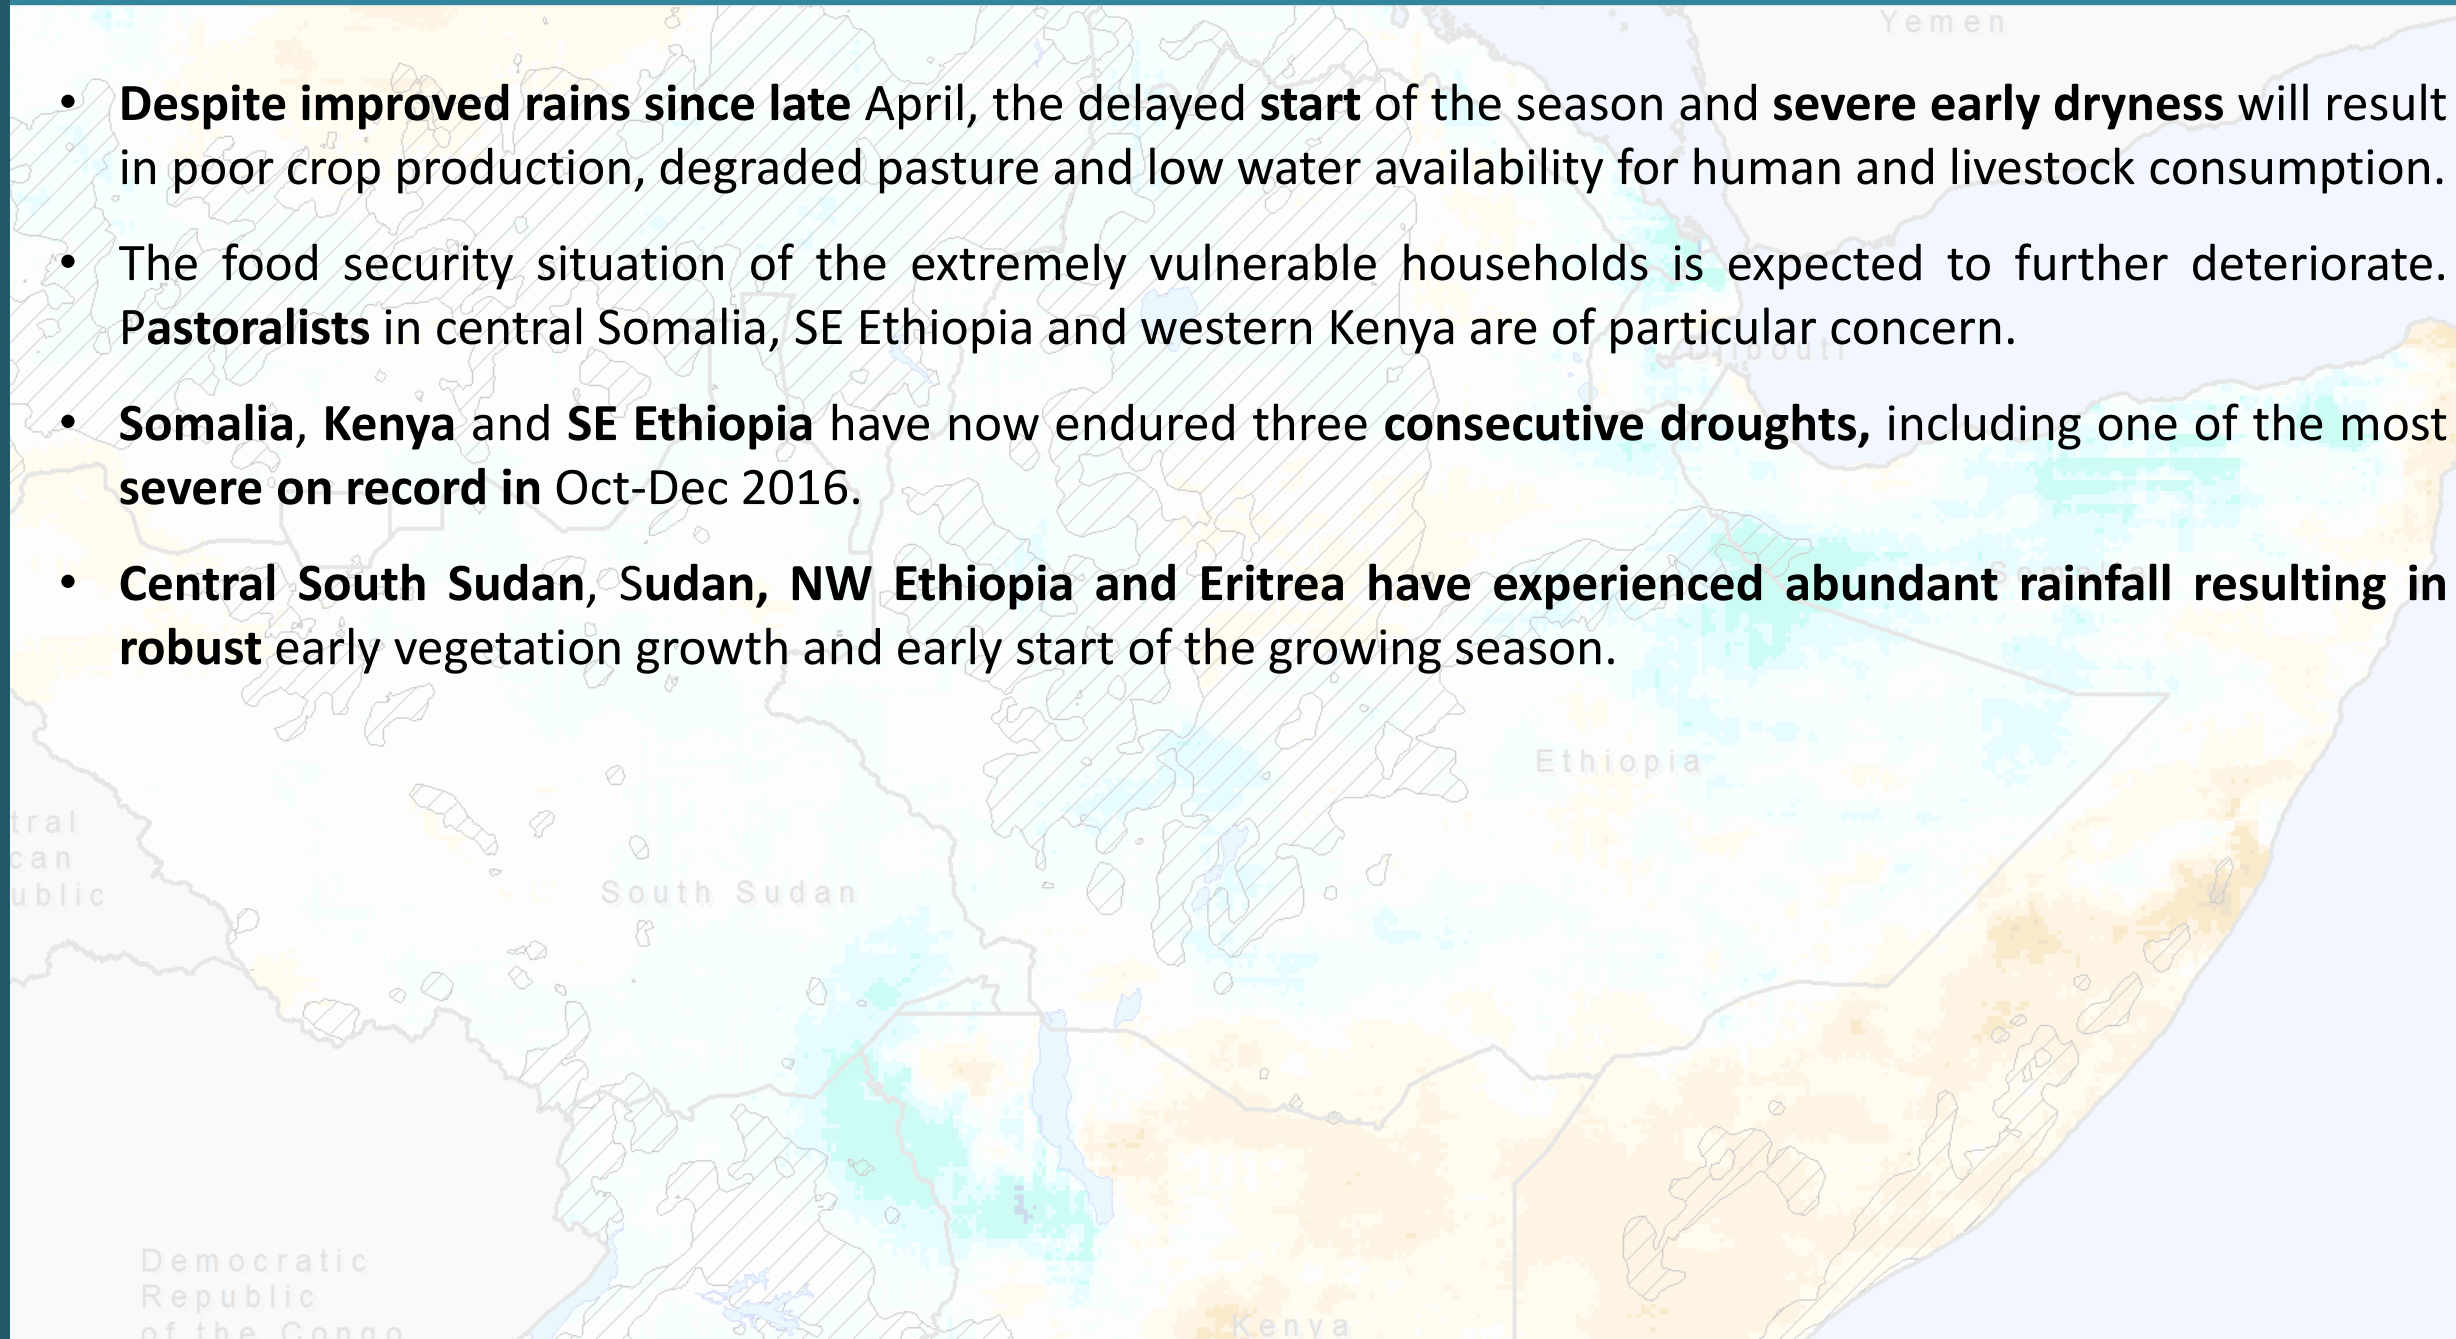 Yemen
• Despite improved rains since late April, the delayed start of the season and severe early dryness will result
in poor crop production, degraded pasture and low water availability for human and livestock consumption.
• The food security situation of the extremely vulnerable households is expected to further deteriorate.
Pastoralists in central Somalia, SE Ethiopia and western Kenya are of particular concern.
• Somalia, Kenya and SE Ethiopia have now endured three consecutive droughts, including one of the most
severe on record in Oct-Dec 2016.
• Central South Sudan, Sudan, NW Ethiopia and Eritrea have experienced abundant rainfall resulting in
robust early vegetation growth and early start of the growing season.
Ethiopia
tral
can
ublic
South Sudan
Democratic
Republic
of the Congo
Kenya